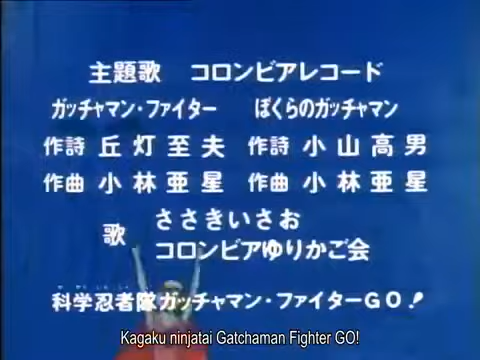 主題歌 コロンビアレコード
ガッチャマン・ファイター ぼくらのガッチャマン
作詩 丘灯至夫 作詩 小山高男
作曲 小林亜星 作曲 小林亜星
歌 ささきいさお
コロンビアゆりかご会
科学忍者隊ガッチャマン・ファイターGO!
Kagaku ninjatai Gatchaman Fighter GO!